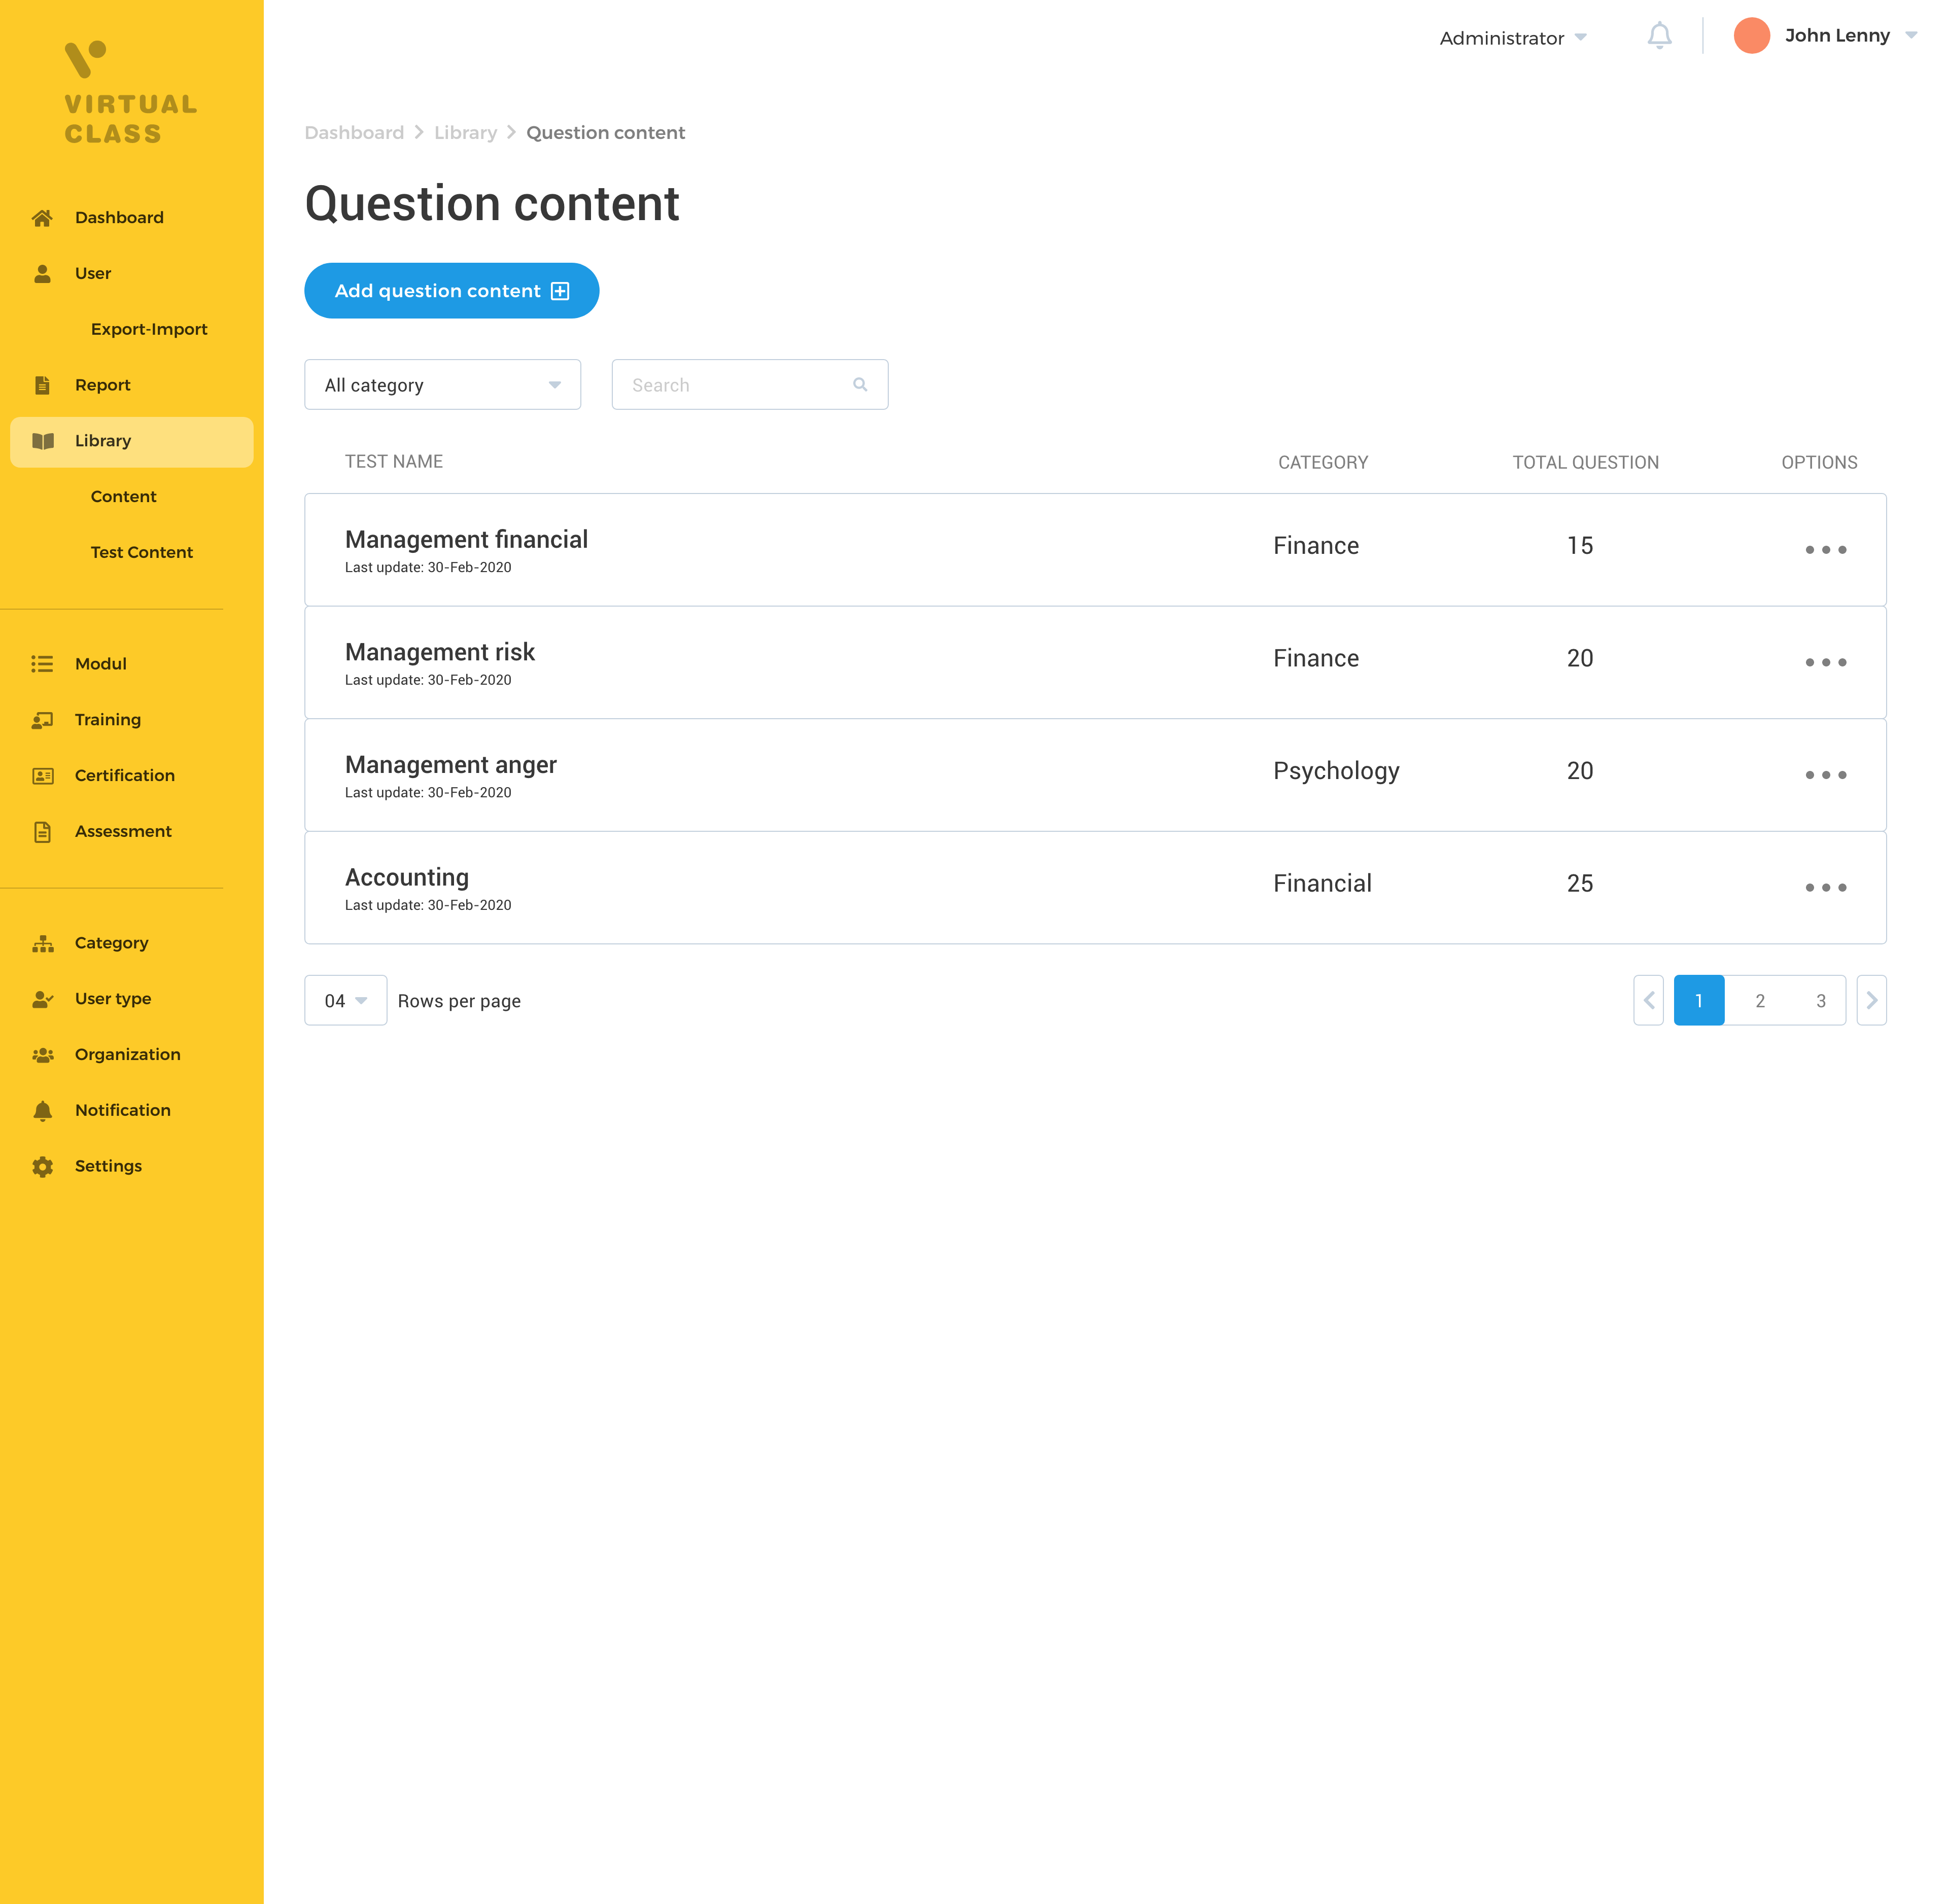 VIRTUAL
CLASS
Dashboard
User
Export-Import
Report
Library
Content
Test Content
Modul
Training
Certification
Assessment
Category
User type
Organization
Notification
Settings
Administrator
John Lenny
Dashboard Library Question content
Question content
Add question content
All category
Search
TEST NAME CATEGORY TOTAL QUESTION OPTIONS
Management financial Finance 15
Last update: 30-Feb-2020
Management risk Finance 20
Last update: 30-Feb-2020
Management anger Psychology 20
Last update: 30-Feb-2020
Accounting Financial 25
Last update: 30-Feb-2020
04 Rows per page 1 2 3